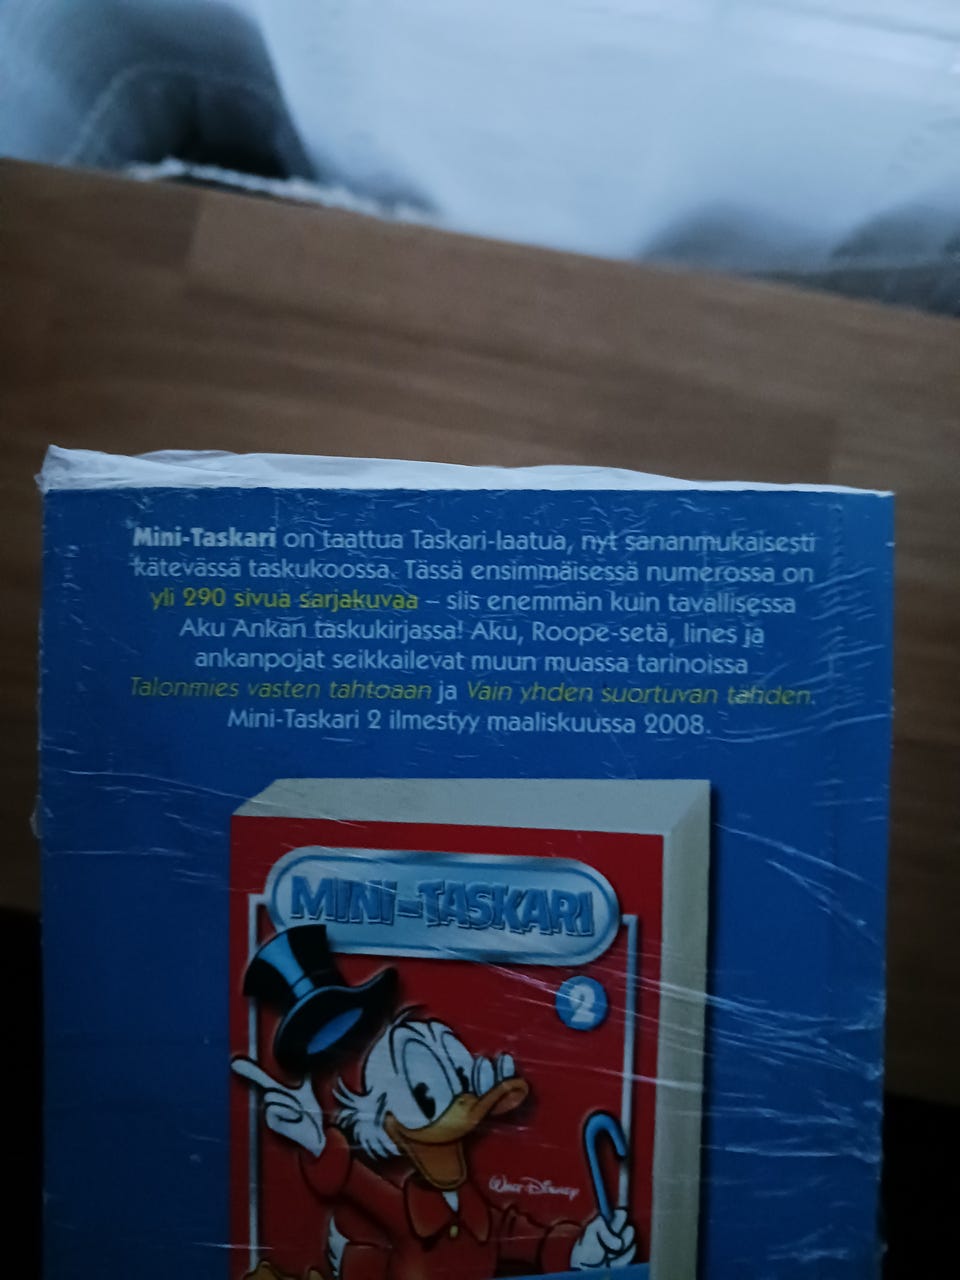 Mini-Taskari on taattua Taskari-laatua, nyt sananmukaisesti
kätevässä taskukoossa. Tässä ensimmäisessä numerossa on
yli 290 sivua sarjakuvaa – siis enemmän kuin tavallisessa
Aku Ankan taskukirjassa! Aku, Roope-setä, Iines ja
ankanpojat seikkailevat muun muassa tarinoissa
Talonmies vasten tahtoaan ja Vain yhden suortuvan tähden.
Mini-Taskari 2 ilmestyy maaliskuussa 2008.
MINI-TASKARI
2
Walt Disney